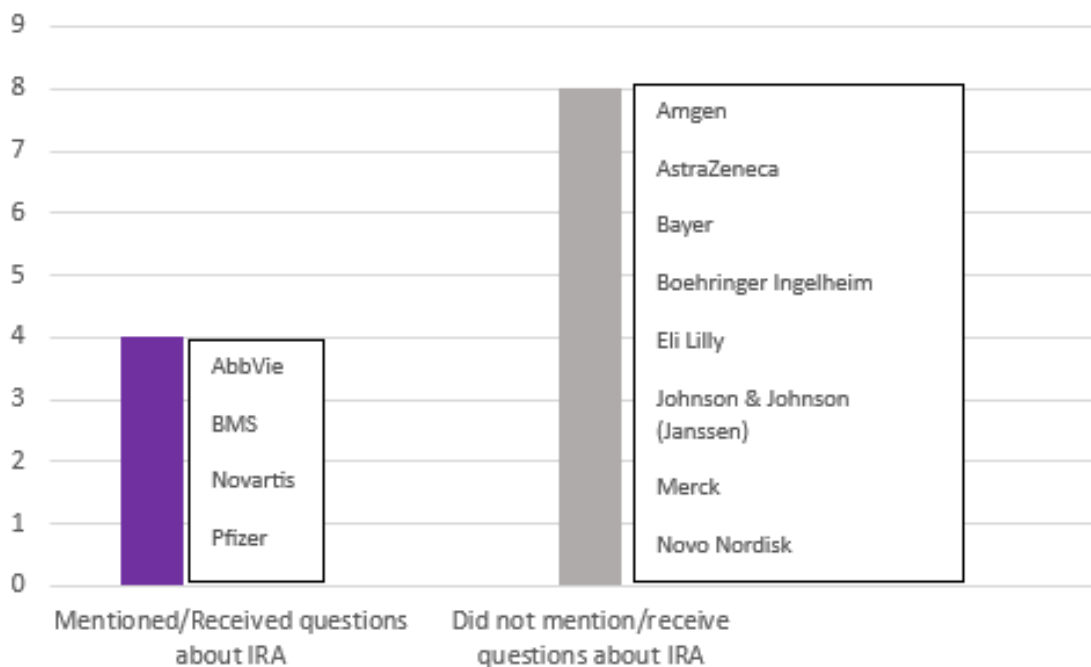 9
8
7
6
5
4
3
2
1
0
AbbVie
BMS
Novartis
Pfizer
Amgen
AstraZeneca
Bayer
Boehringer Ingelheim
Eli Lilly
Johnson & Johnson
(Janssen)
Merck
Novo Nordisk
Mentioned/Received questions
about IRA
Did not mention/receive
questions about IRA